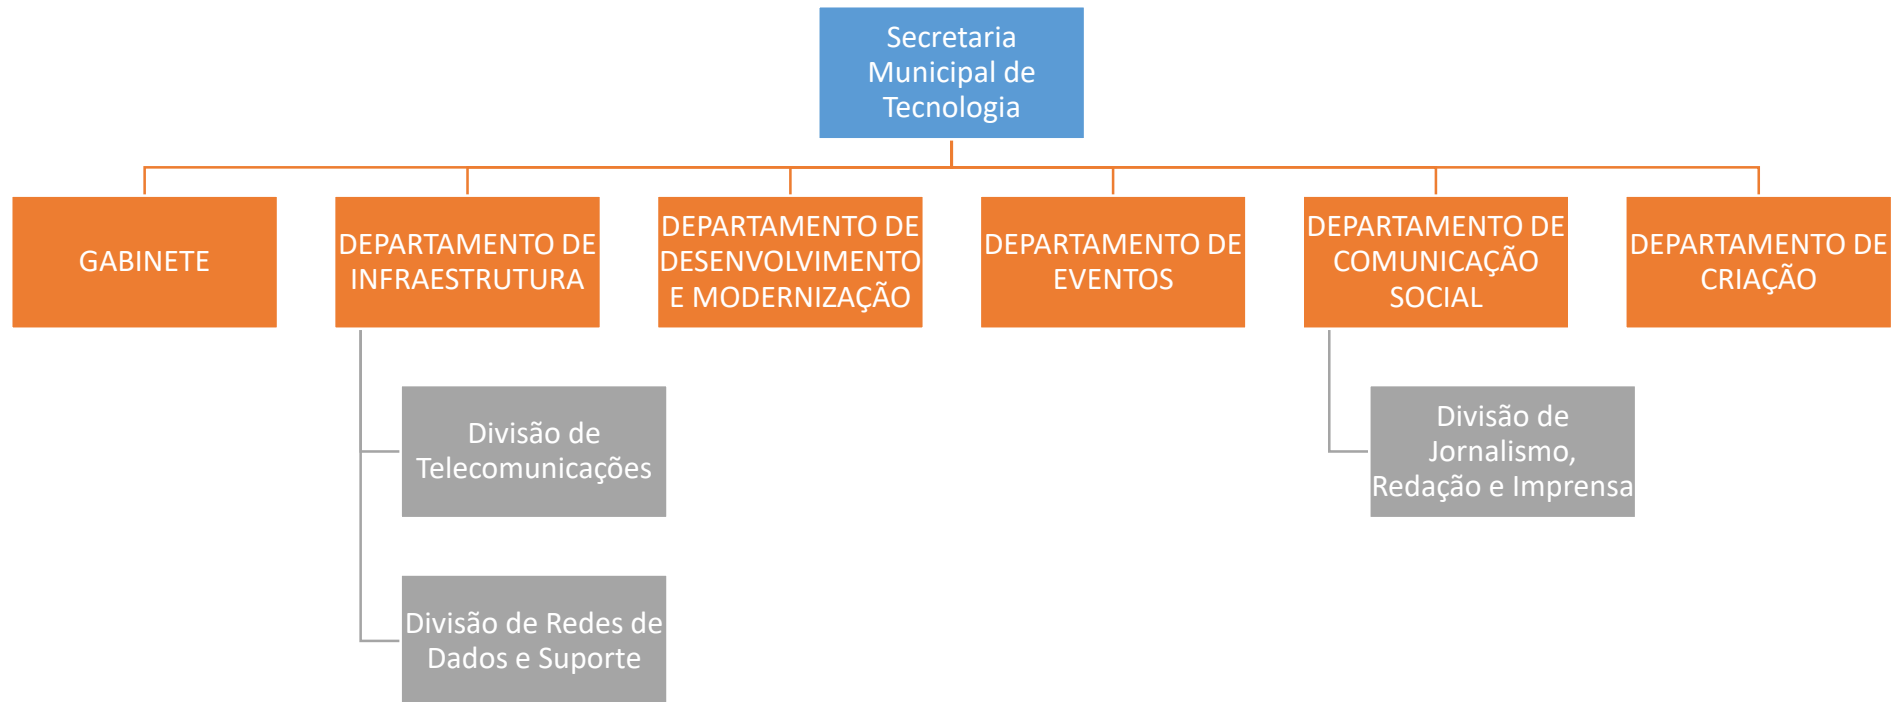 Secretaria
Municipal de
Tecnologia
GABINETE
DEPARTAMENTO DE
INFRAESTRUTURA
DEPARTAMENTO DE
DESENVOLVIMENTO
E MODERNIZAÇÃO
DEPARTAMENTO DE
EVENTOS
DEPARTAMENTO DE
COMUNICAÇÃO
SOCIAL
DEPARTAMENTO DE
CRIAÇÃO
Divisão de
Telecomunicações
Divisão de
Jornalismo,
Redação e Imprensa
Divisão de Redes de
Dados e Suporte